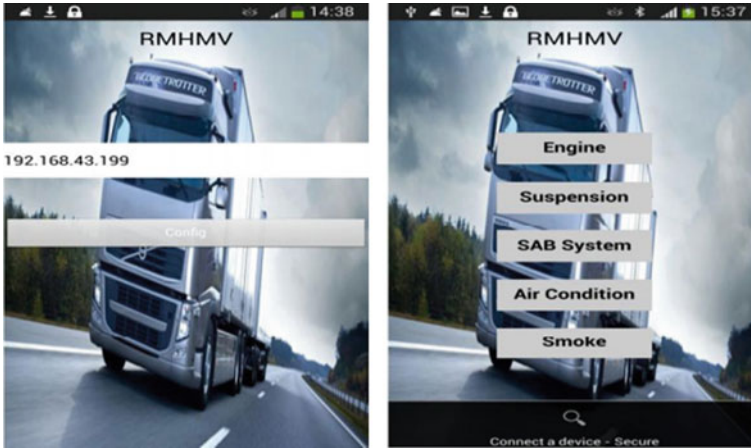 14:38
RMHMV
GLOBETROTTER
192.168.43.199
Config
15:37
RMHMV
GLOBETROTTER
Engine
Suspension
SAB System
Air Condition
Smoke
Connect a device - Secure